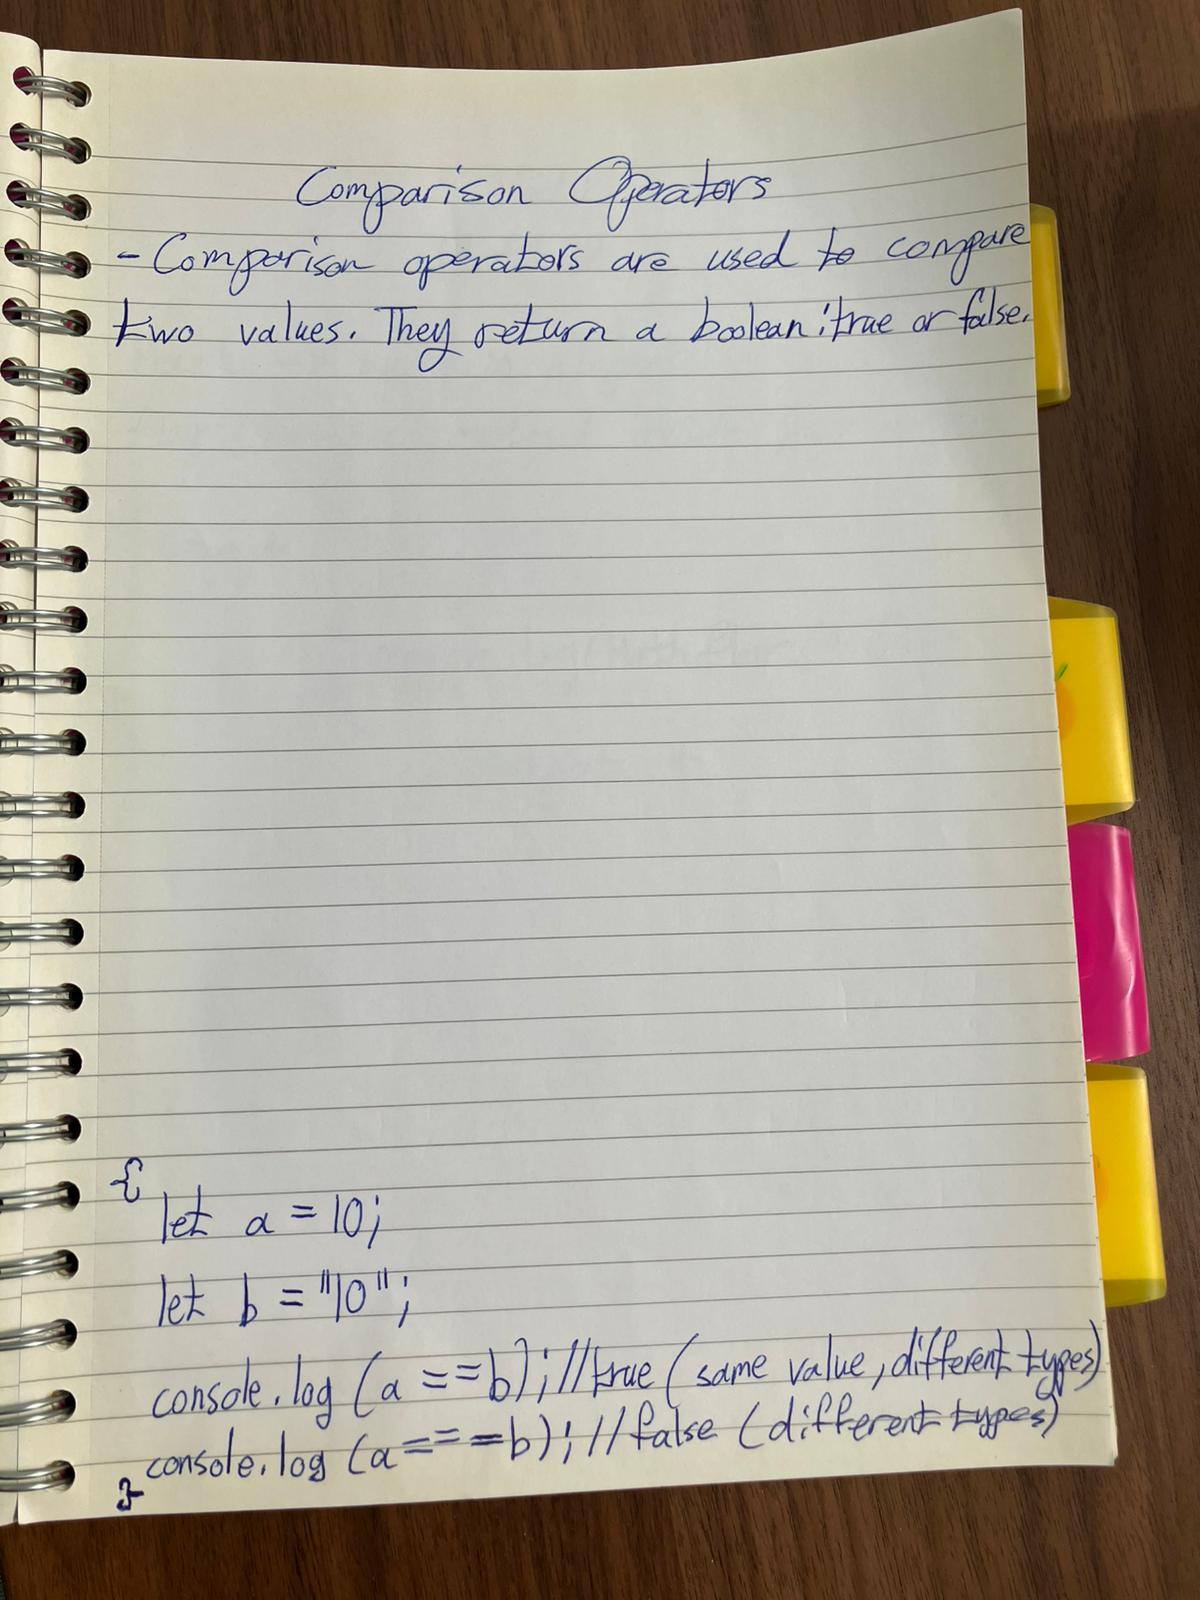 Comparison Operators
- Comparison operators are used to compare
two values. They return a boolean: true or false.
{
let a = 10;
let b = "10";
console.log (a == b); //true (same value, different types)
console.log (a === b); //false (different types)
}